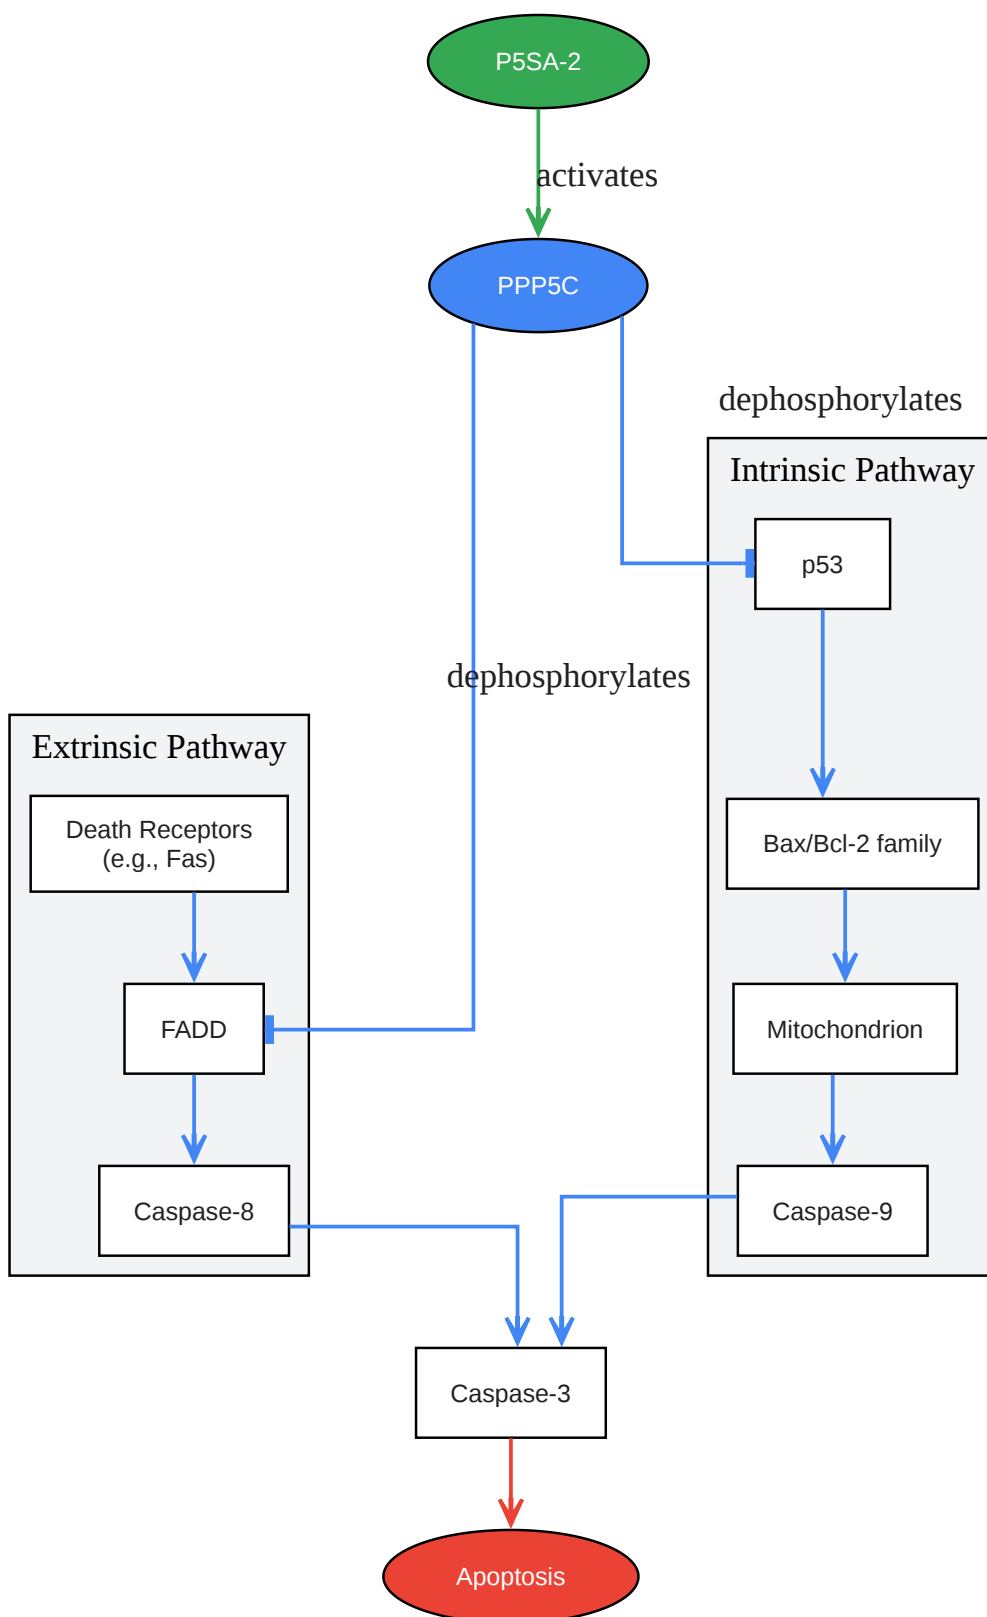 P5SA-2
activates
PPP5C
dephosphorylates
Intrinsic Pathway
p53
dephosphorylates
Extrinsic Pathway
Death Receptors
(e.g., Fas)
Bax/Bcl-2 family
FADD
Mitochondrion
Caspase-8
Caspase-9
Caspase-3
Apoptosis